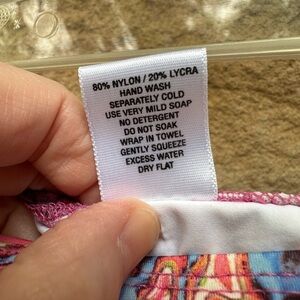 80% NYLON / 20% LYCRA
HAND WASH
SEPARATELY COLD
USE VERY MILD SOAP
NO DETERGENT
DO NOT SOAK
WRAP IN TOWEL
GENTLY SQUEEZE
EXCESS WATER
DRY FLAT